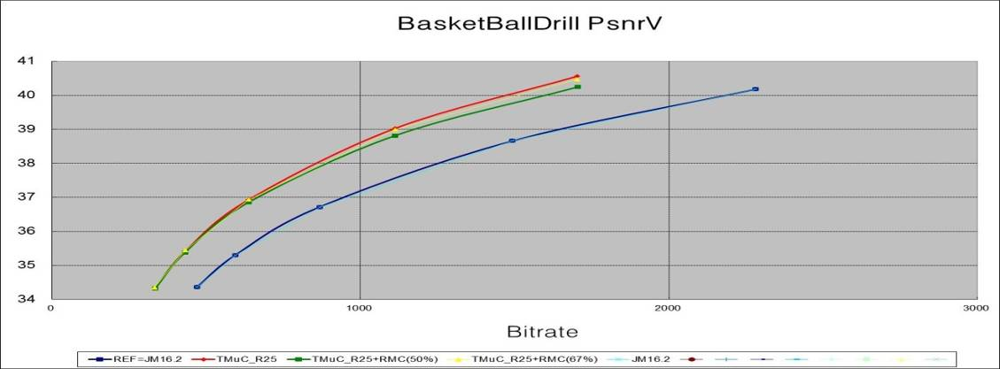 BasketBallDrill PsnrV
41
40
39
38
37
36
35
34
0 1000 2000 3000
Bitrate
REF=JM16.2 TMuC_R25 TMuC_R25+RMC(50%) TMuC_R25+RMC(67%) JM16.2